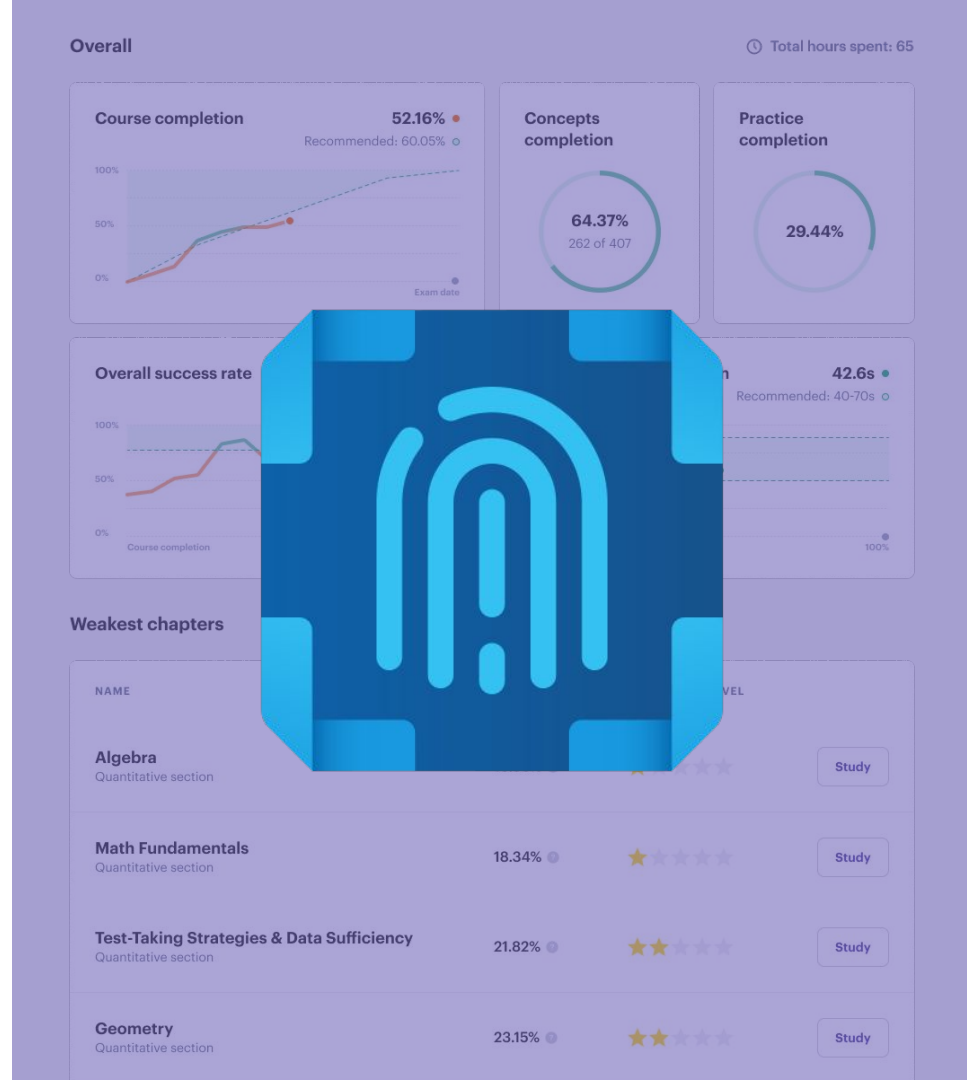 Overall
Total hours spent: 65
Course completion
52.16%
Recommended: 60.05%
100%
50%
0%
Exam date
Concepts
completion
64.37%
262 of 407
Practice
completion
29.44%
Overall success rate
42.6s
Recommended: 40-70s
100%
50%
0%
Course completion
100%
Weakest chapters
NAME
Algebra
Quantitative section
Study
Math Fundamentals
Quantitative section
18.34%
Study
Test-Taking Strategies & Data Sufficiency
Quantitative section
21.82%
Study
Geometry
Quantitative section
23.15%
Study